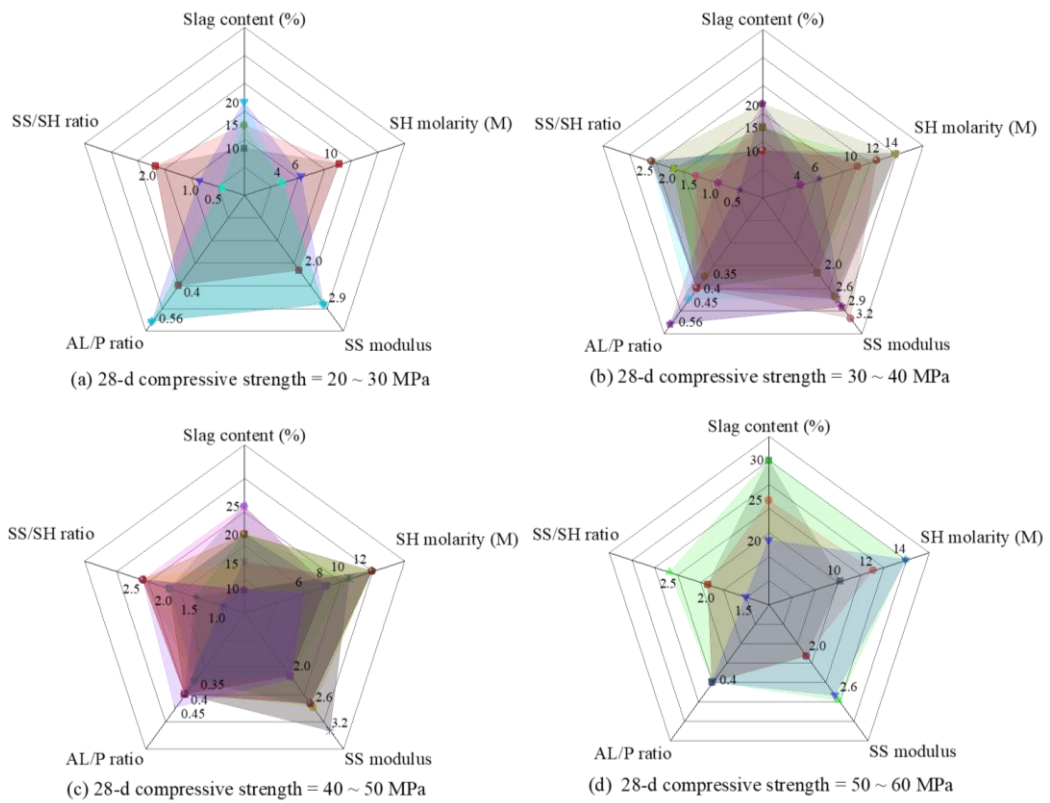 Slag content (%)
SH molarity (M)
SS/SH ratio
20
15
10
10
6
4
2.0
1.0
0.5
2.0
2.9
0.4
0.56
AL/P ratio
SS modulus
(a) 28-d compressive strength = 20 ~ 30 MPa
Slag content (%)
SH molarity (M)
SS/SH ratio
20
15
10
14
12
10
6
4
2.5
2.0
1.5
1.0
0.5
0.35
0.4
0.45
0.56
2.0
2.6
2.9
3.2
AL/P ratio
SS modulus
(b) 28-d compressive strength = 30 ~ 40 MPa
Slag content (%)
SS/SH ratio
SH molarity (M)
25
20
15
10
12
10
8
6
2.5
2.0
1.5
1.0
0.35
0.4
0.45
2.0
2.6
3.2
AL/P ratio
SS modulus
(c) 28-d compressive strength = 40 ~ 50 MPa
Slag content (%)
SS/SH ratio
SH molarity (M)
30
25
20
14
12
10
2.5
2.0
1.5
2.0
2.6
0.4
AL/P ratio
SS modulus
(d) 28-d compressive strength = 50 ~ 60 MPa